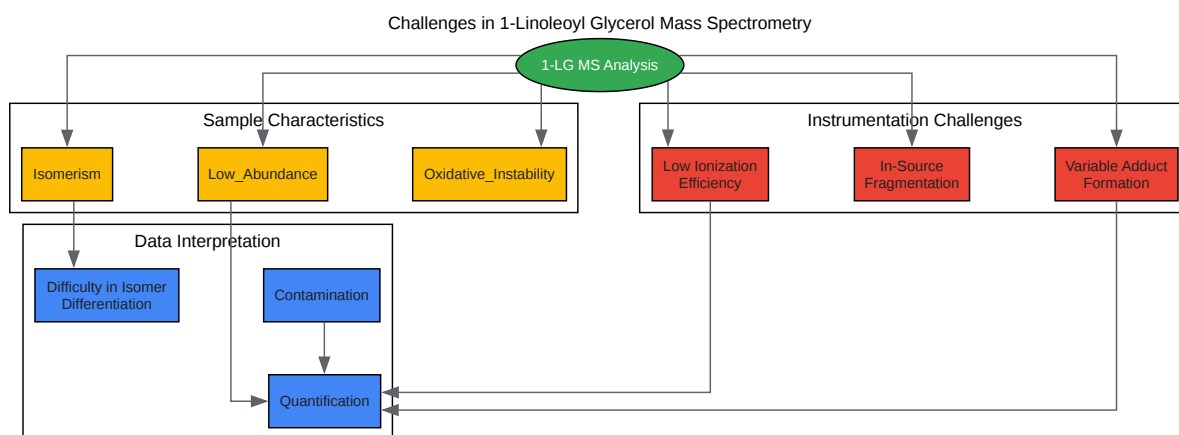 Challenges in 1-Linoleoyl Glycerol Mass Spectrometry
1-LG MS Analysis
Sample Characteristics
Instrumentation Challenges
Isomerism
Low_Abundance
Oxidative_Instability
Low Ionization
Efficiency
In-Source
Fragmentation
Variable Adduct
Formation
Data Interpretation
Difficulty in Isomer
Differentiation
Contamination
Quantification